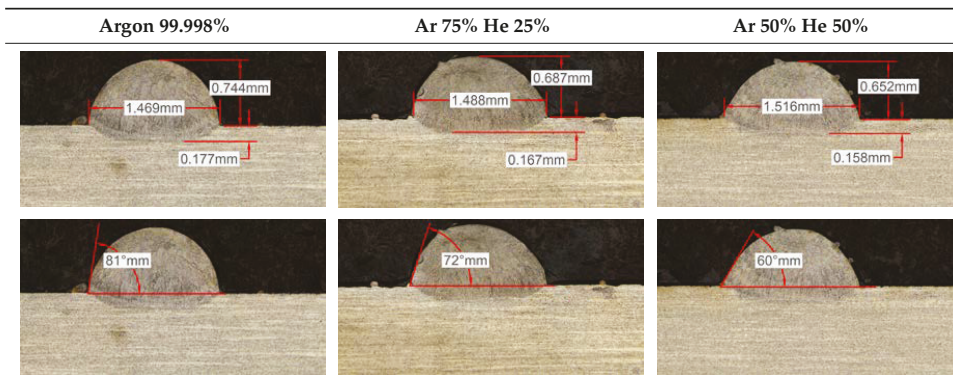 Argon 99.998% Ar 75% He 25% Ar 50% He 50%
0.744mm 0.687mm 0.652mm
1.469mm 1.488mm 1.516mm
0.177mm 0.167mm 0.158mm
81°mm 72°mm 60°mm